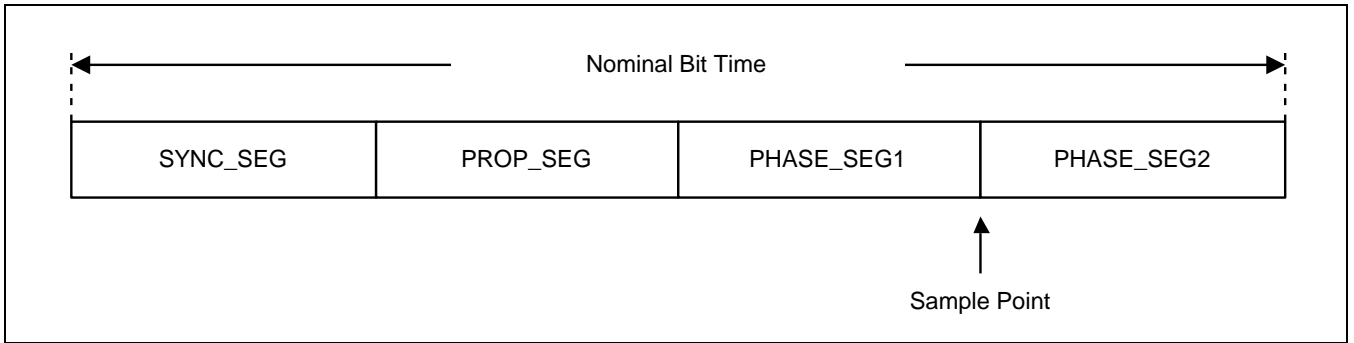 Nominal Bit Time
SYNC_SEG PROP_SEG PHASE_SEG1 PHASE_SEG2
Sample Point